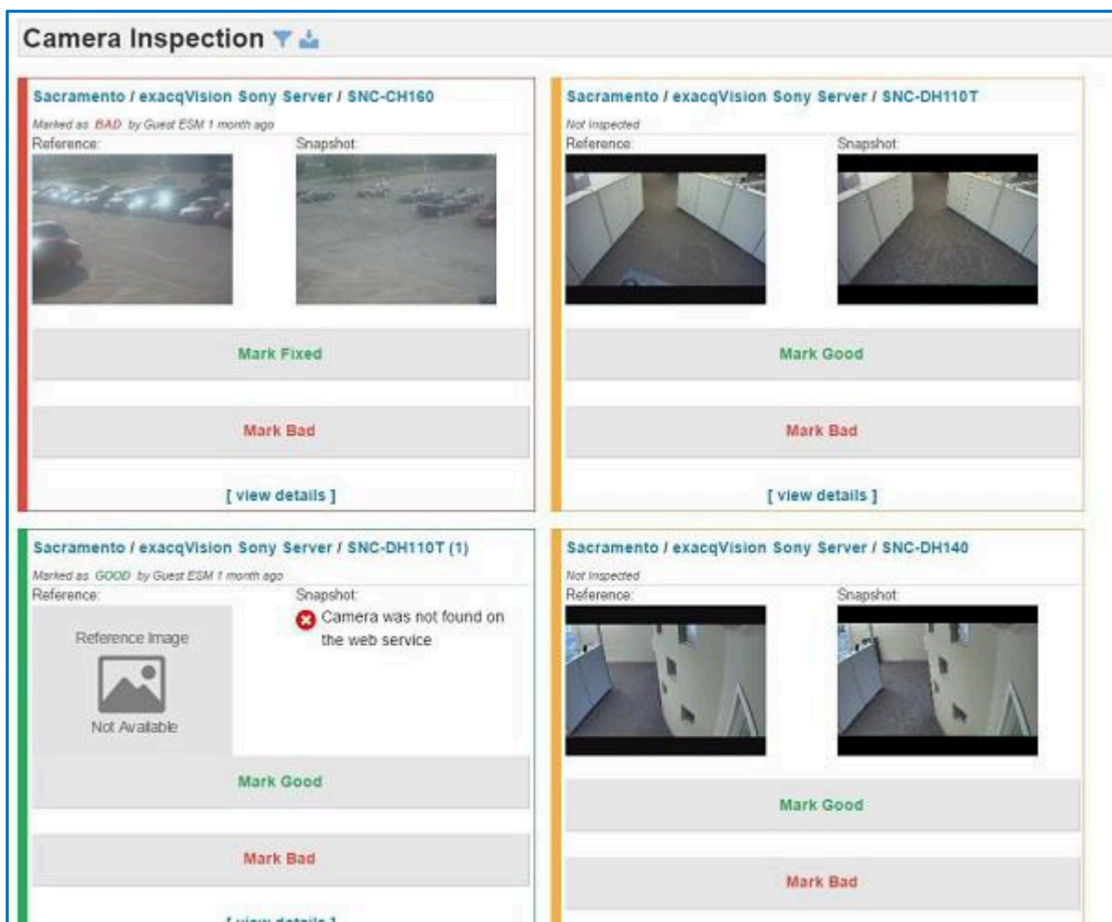 Camera Inspection
Sacramento / exacqVision Sony Server / SNC-CH160
Marked as BAD by Guest ESM 1 month ago
Reference:
Snapshot:
Mark Fixed
Mark Bad
[ view details ]
Sacramento / exacqVision Sony Server / SNC-DH110T
Not Inspected
Reference:
Snapshot:
Mark Good
Mark Bad
[ view details ]
Sacramento / exacqVision Sony Server / SNC-DH110T (1)
Marked as GOOD by Guest ESM 1 month ago
Reference:
Snapshot:
Reference Image
Not Available
Camera was not found on
the web service
Mark Good
Mark Bad
[ view details ]
Sacramento / exacqVision Sony Server / SNC-DH140
Not Inspected
Reference:
Snapshot:
Mark Good
Mark Bad